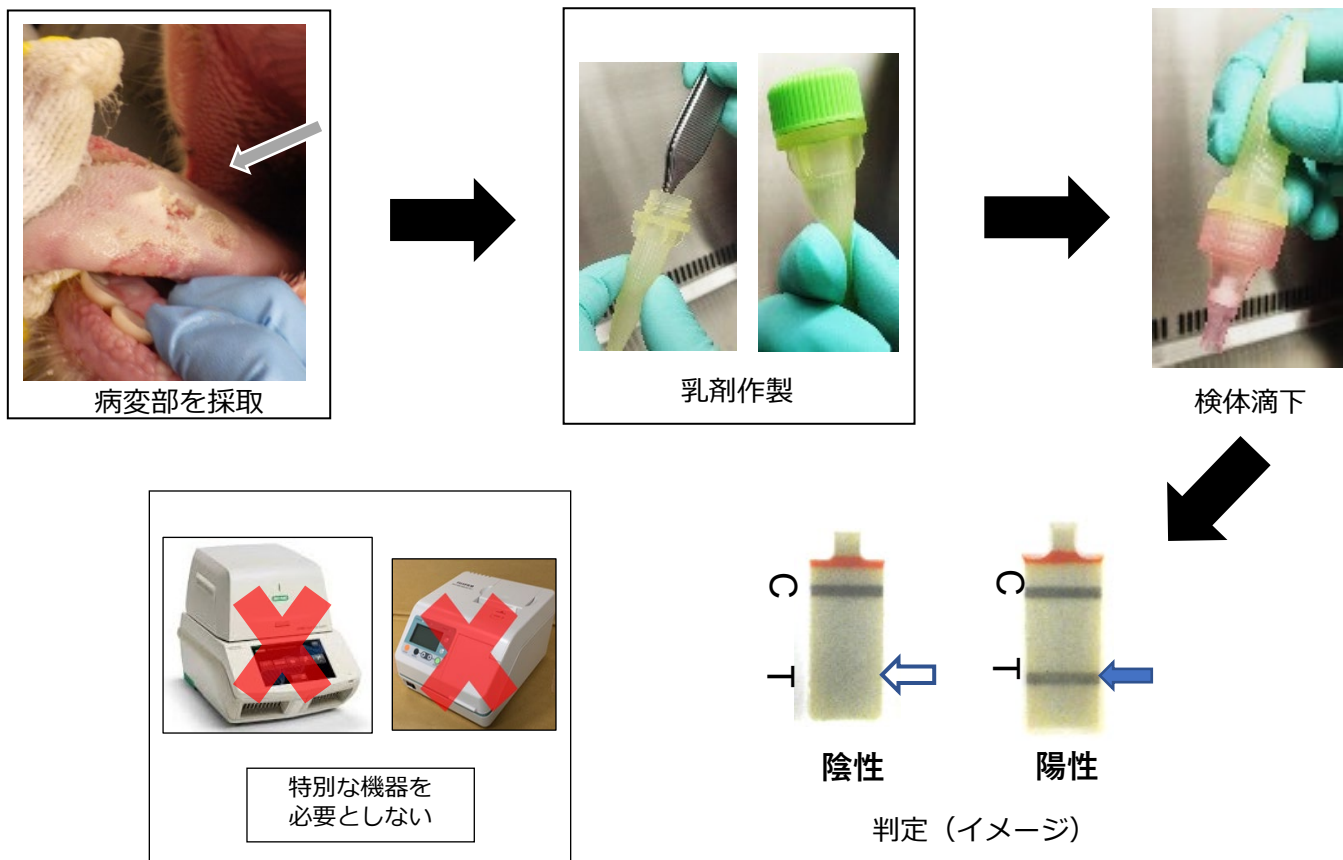 病変部を採取
乳剤作製
検体滴下
特別な機器を
必要としない
C
T
C
T
陰性
陽性
判定（イメージ）